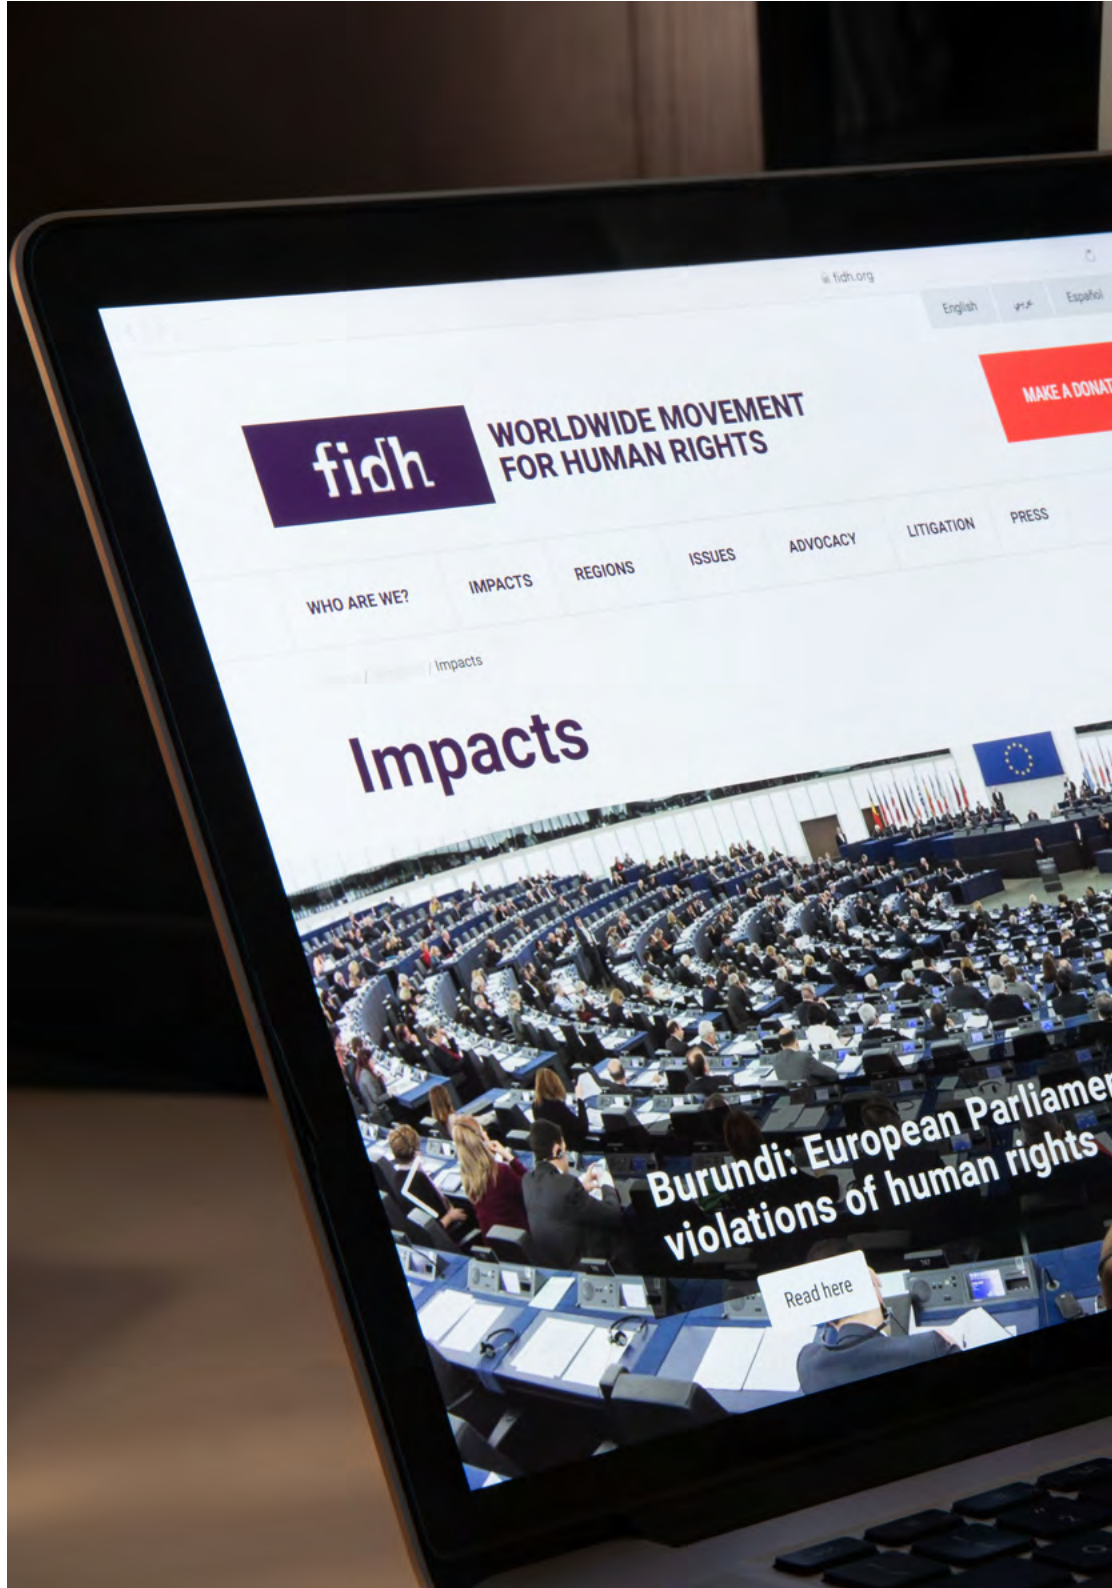 fidh.org
English عربي Español
MAKE A DONAT
fidh
WORLDWIDE MOVEMENT
FOR HUMAN RIGHTS
WHO ARE WE? IMPACTS REGIONS ISSUES ADVOCACY LITIGATION PRESS
/ / Impacts
Impacts
Burundi: European Parliamen
violations of human rights
Read here